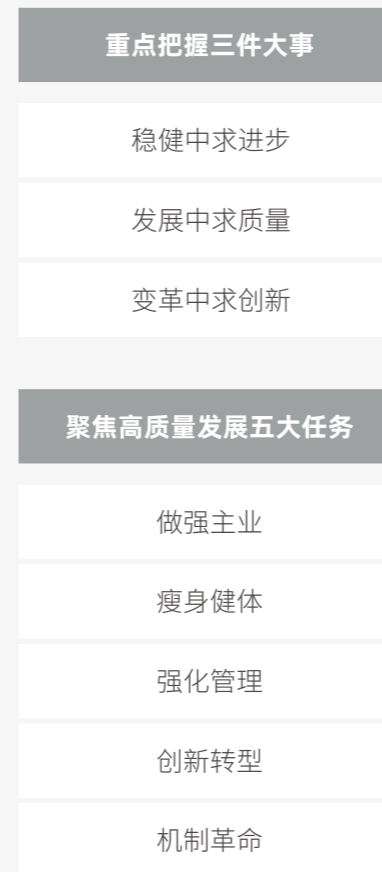 重点把握三件大事
稳健中求进步
发展中求质量
变革中求创新
聚焦高质量发展五大任务
做强主业
瘦身健体
强化管理
创新转型
机制革命